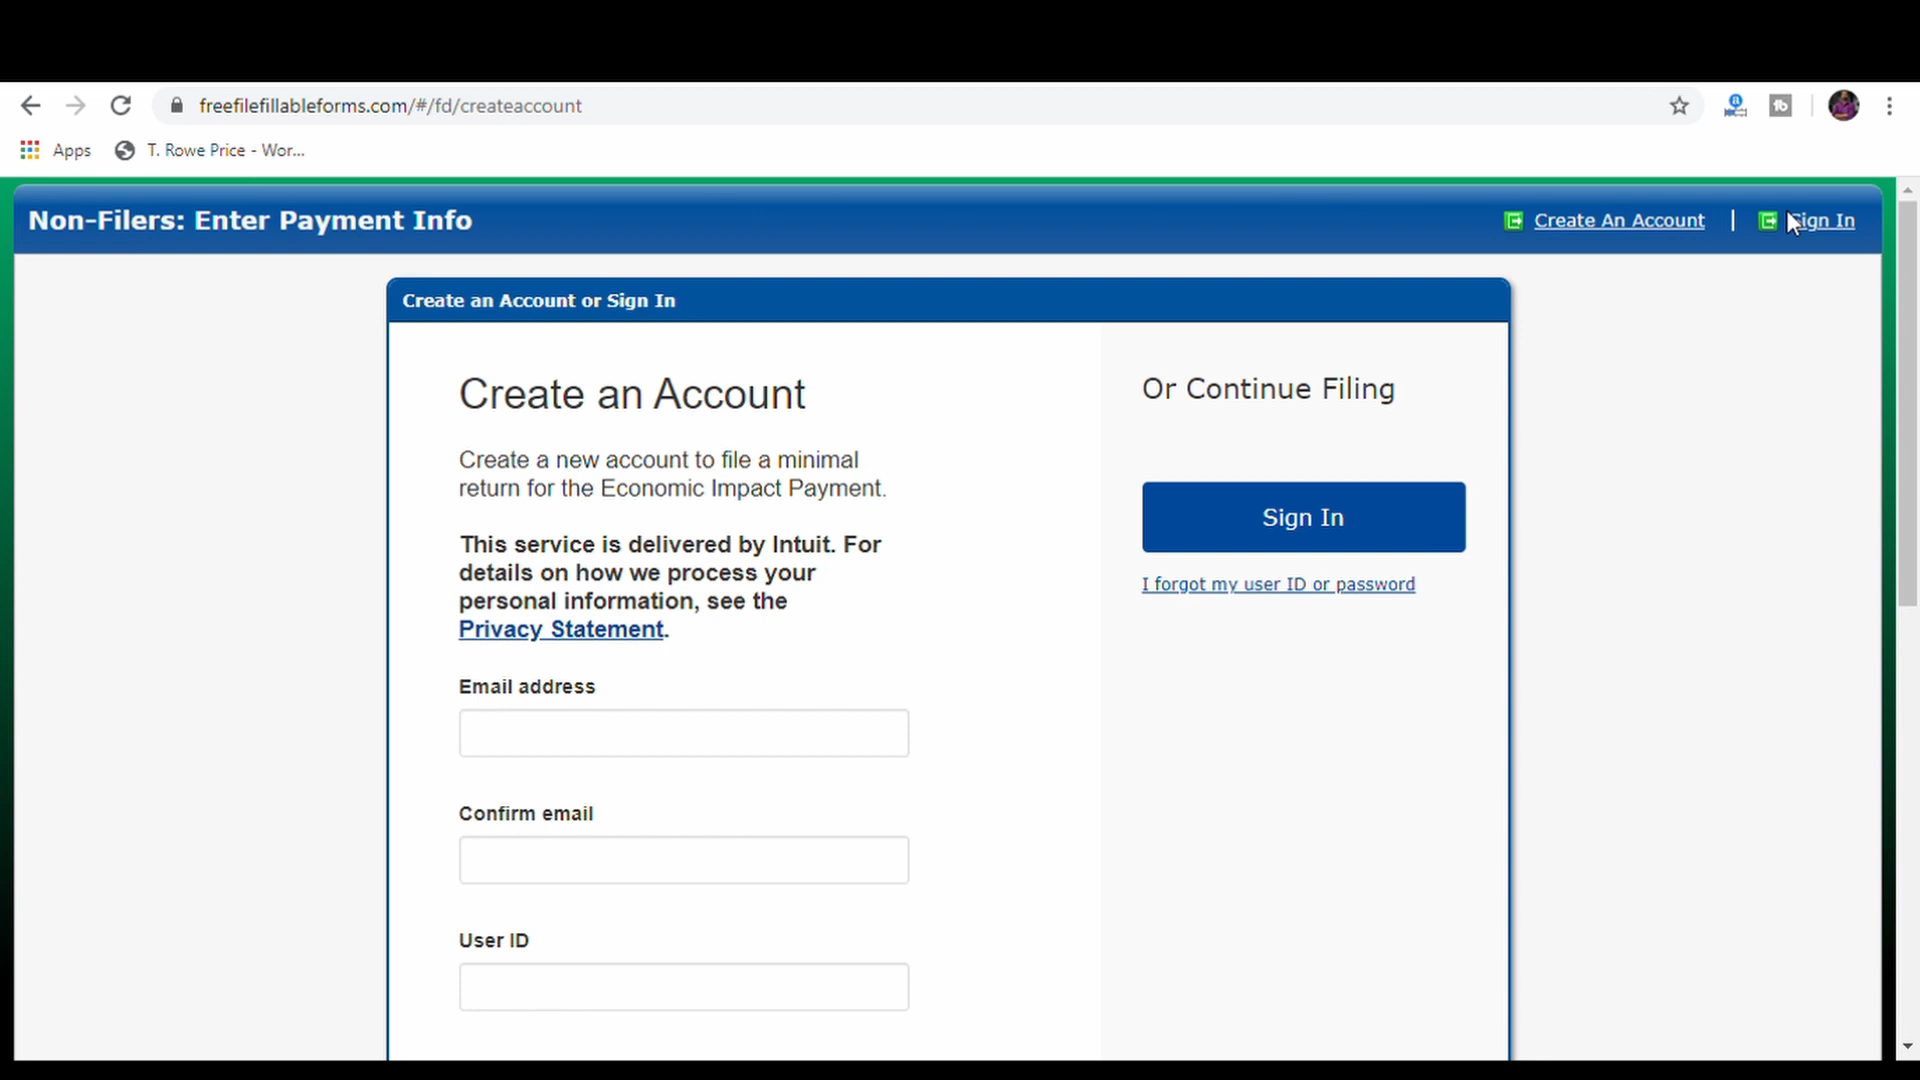 freefilefillableforms.com/#/fd/createaccount
Apps
T. Rowe Price - Wor...
Non-Filers: Enter Payment Info
Create An Account | Sign In
Create an Account or Sign In
Create an Account
Create a new account to file a minimal
return for the Economic Impact Payment.
This service is delivered by Intuit. For
details on how we process your
personal information, see the
Privacy Statement.
Email address
Confirm email
User ID
Or Continue Filing
Sign In
I forgot my user ID or password